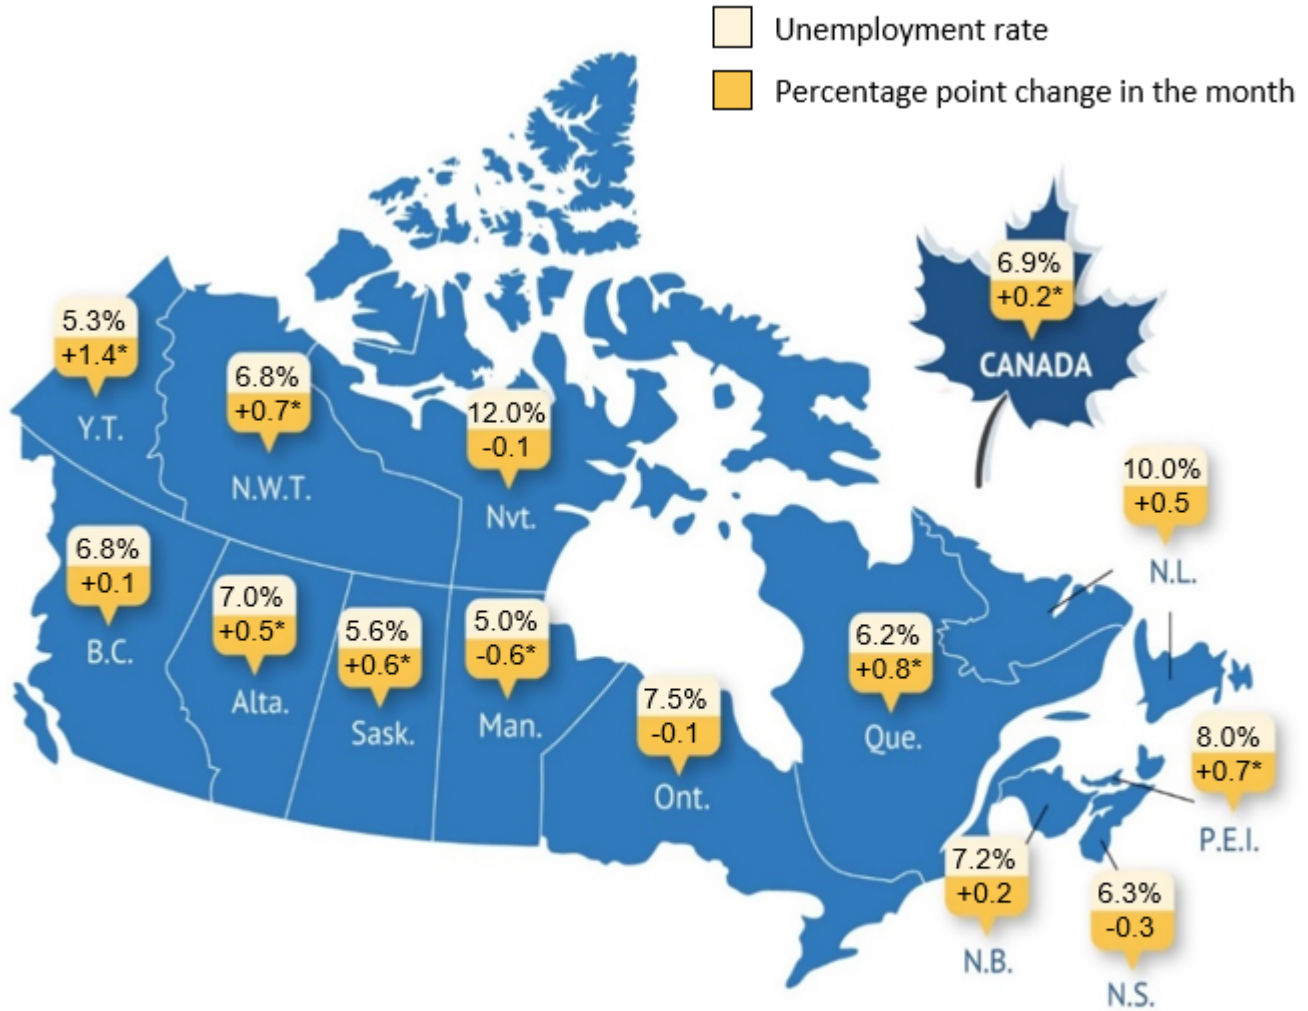 Unemployment rate
Percentage point change in the month
6.9%
+0.2*
CANADA
5.3%
+1.4*
Y.T.
6.8%
+0.7*
N.W.T.
12.0%
-0.1
Nvt.
10.0%
+0.5
N.L.
6.8%
+0.1
B.C.
7.0%
+0.5*
Alta.
5.6%
+0.6*
Sask.
5.0%
-0.6*
Man.
7.5%
-0.1
Ont.
6.2%
+0.8*
Que.
8.0%
+0.7*
P.E.I.
7.2%
+0.2
N.B.
6.3%
-0.3
N.S.